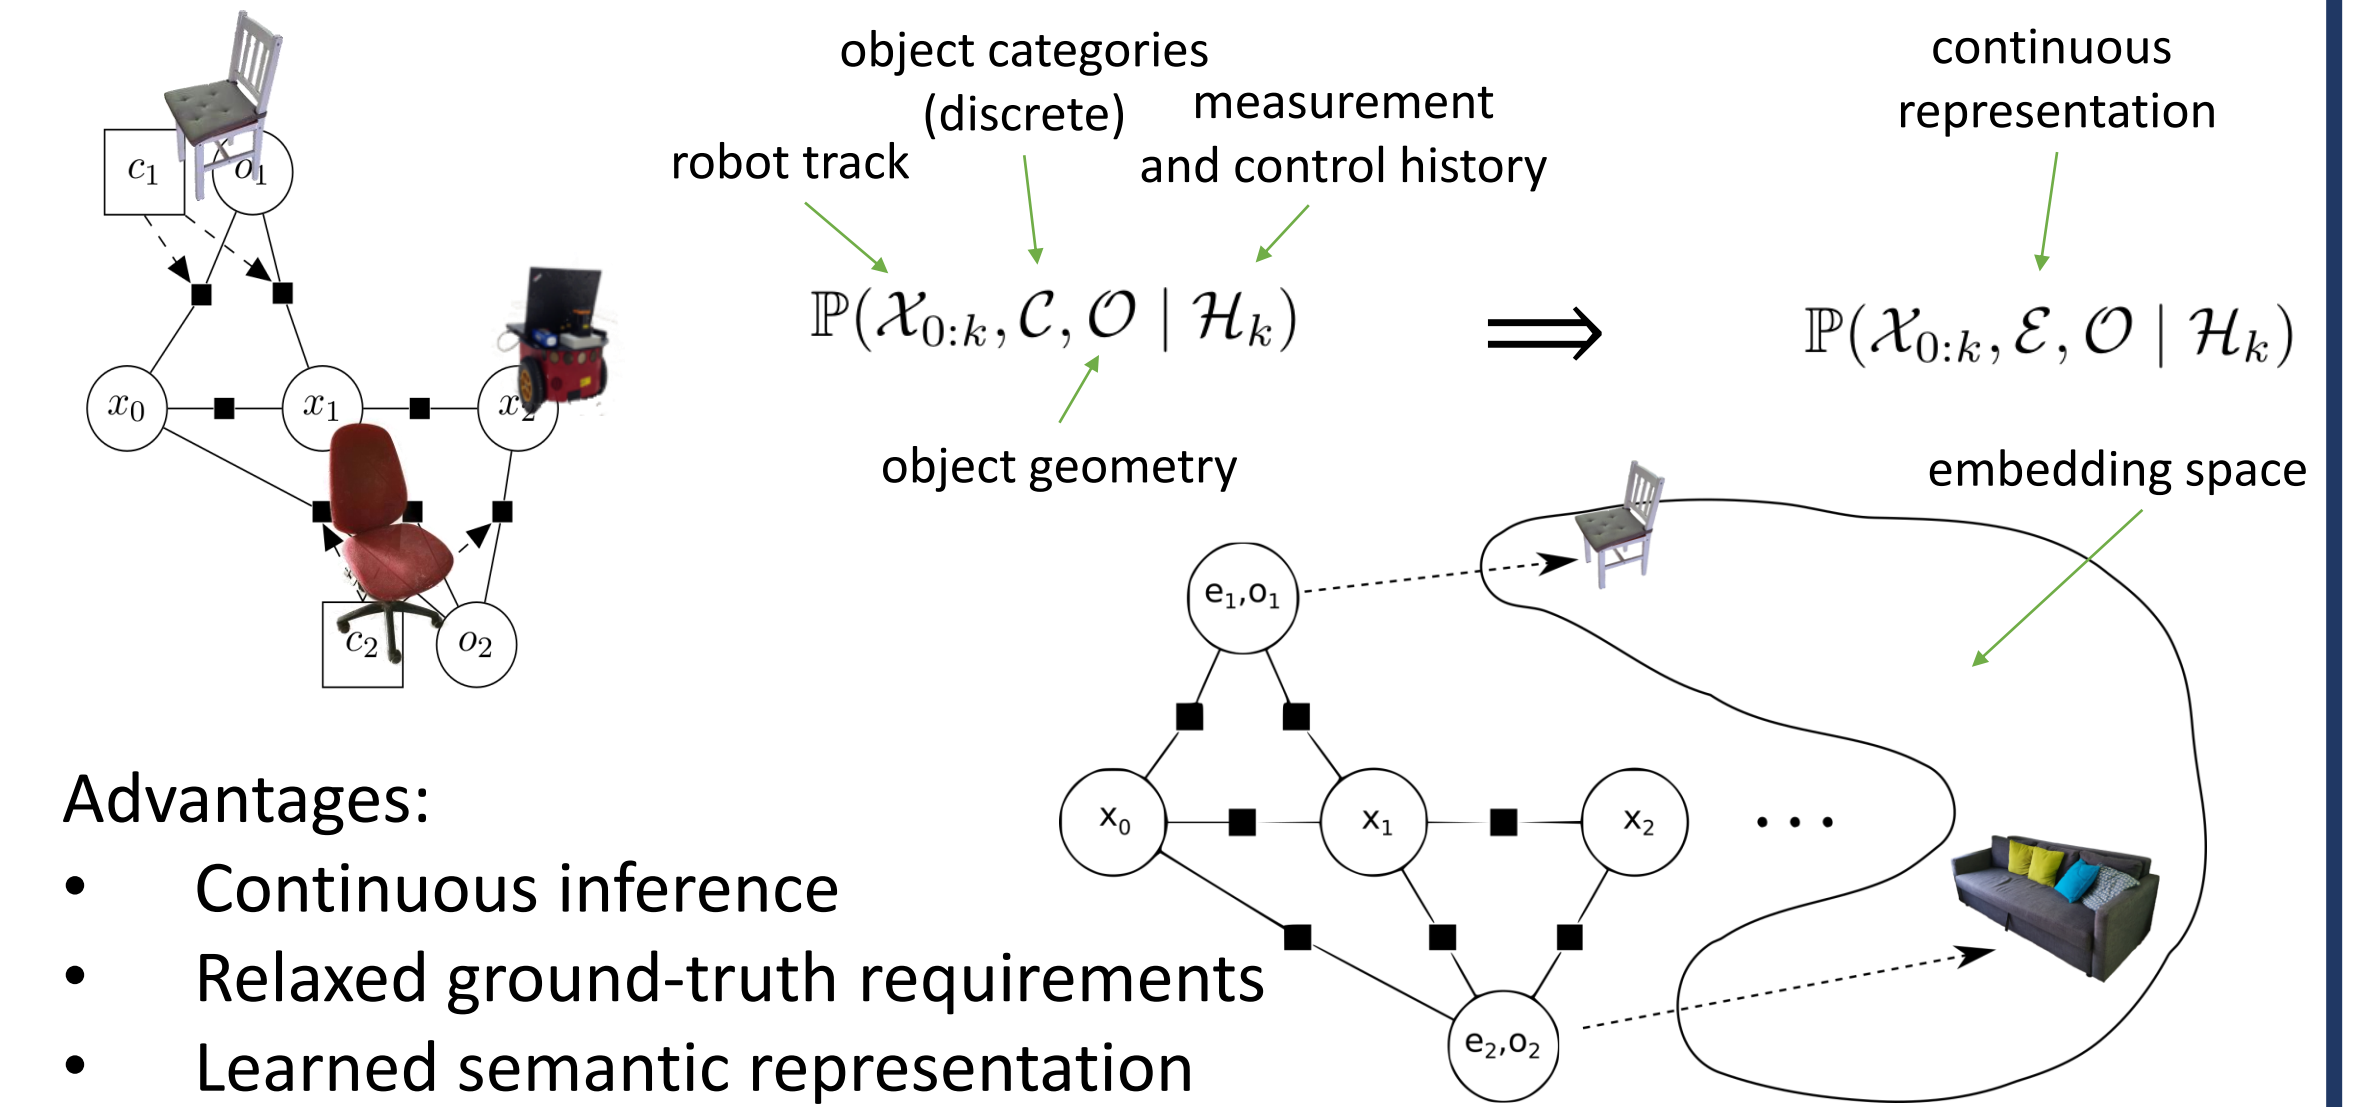 object categories
(discrete)
measurement
and control history
robot track
continuous
representation
c₁
o₁
ℙ(𝒳₀:ₖ, 𝒞, 𝒪 | ℋₖ)
⟹
ℙ(𝒳₀:ₖ, ℰ, 𝒪 | ℋₖ)
x₀
x₁
x₂
object geometry
embedding space
c₂
o₂
e₁,o₁
x₀
x₁
x₂
• • •
e₂,o₂
Advantages:
• Continuous inference
• Relaxed ground-truth requirements
• Learned semantic representation